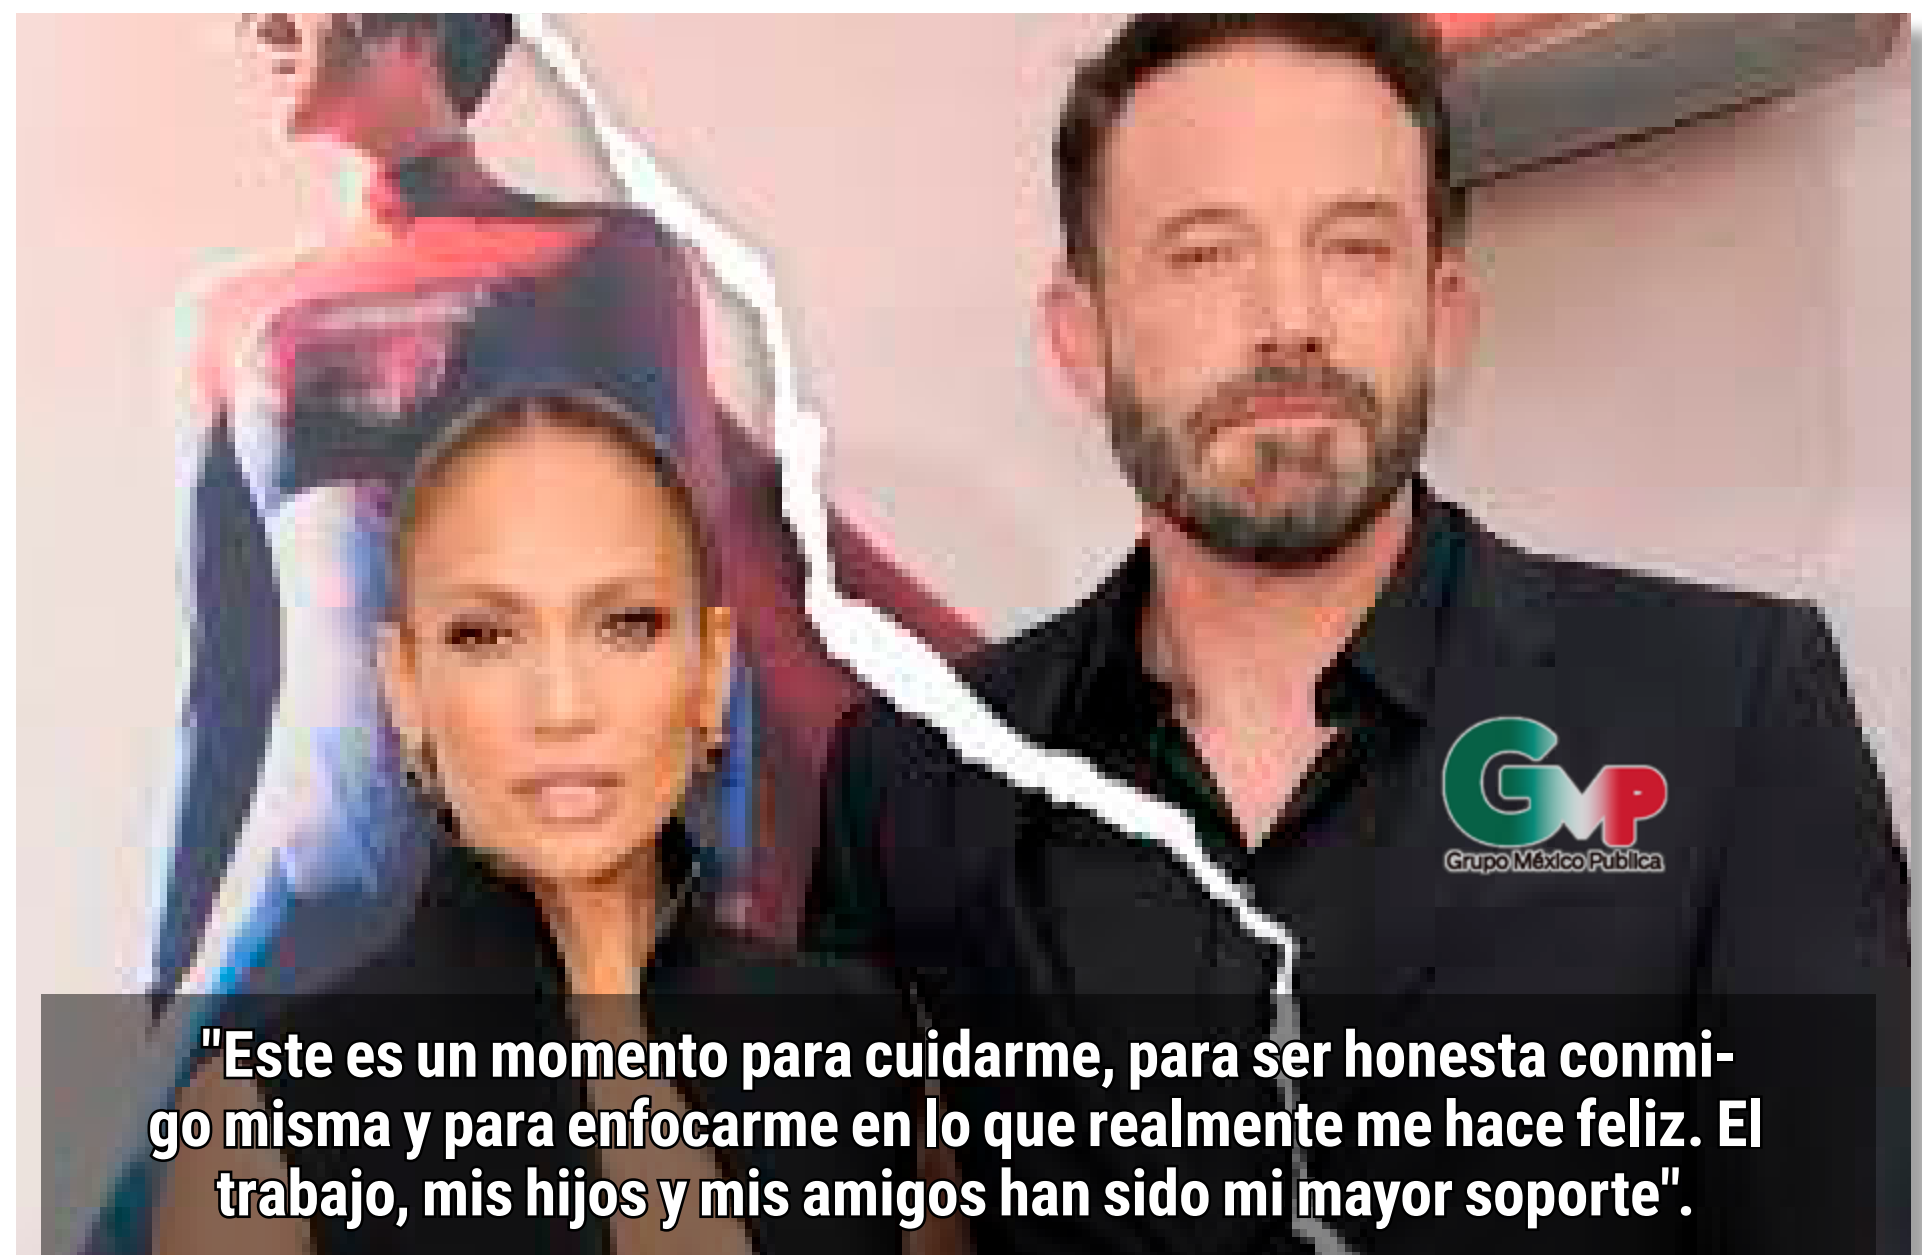 GMP
Grupo México Publica
"Este es un momento para cuidarme, para ser honesta conmi-
go misma y para enfocarme en lo que realmente me hace feliz. El
trabajo, mis hijos y mis amigos han sido mi mayor soporte".